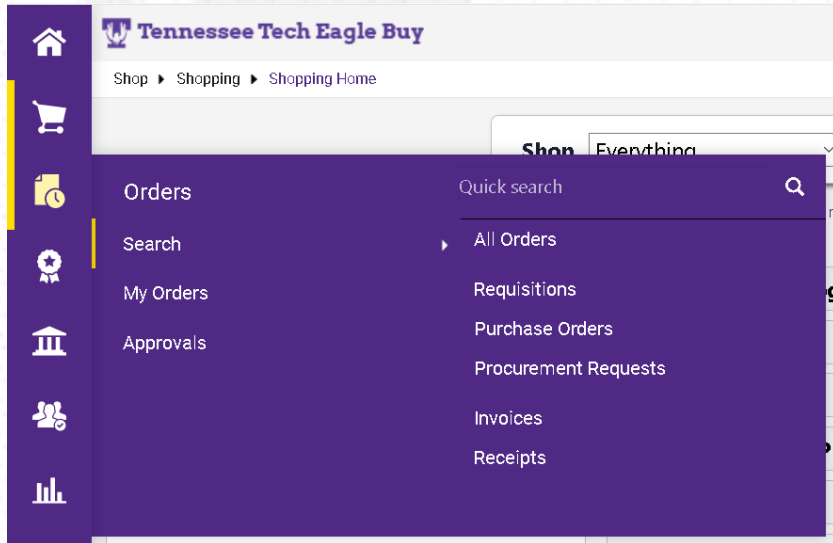 Tennessee Tech Eagle Buy
Shop ▸ Shopping ▸ Shopping Home
Shop Everything
Orders
Quick search
Search
All Orders
My Orders
Requisitions
Purchase Orders
Approvals
Procurement Requests
Invoices
Receipts